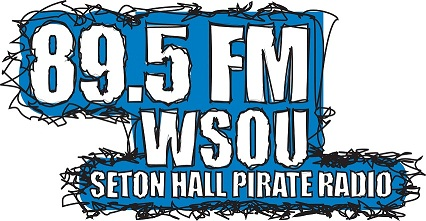 89.5 FM
WSOU
SETON HALL PIRATE RADIO